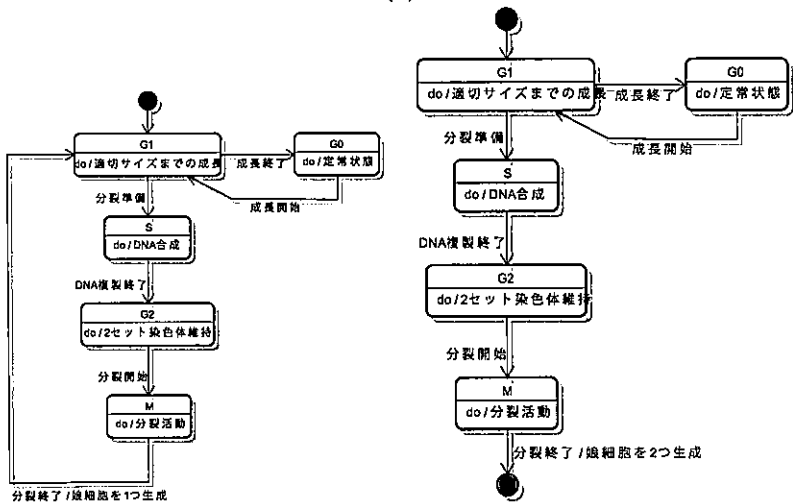 G1
do/適切サイズまでの成長
成長終了
G0
do/定常状態
成長開始
分裂準備
S
do/DNA合成
DNA複製終了
G2
do/2セット染色体維持
分裂開始
M
do/分裂活動
分裂終了/娘細胞を1つ生成
G1
do/適切サイズまでの成長
成長終了
G0
do/定常状態
成長開始
分裂準備
S
do/DNA合成
DNA複製終了
G2
do/2セット染色体維持
分裂開始
M
do/分裂活動
分裂終了/娘細胞を2つ生成